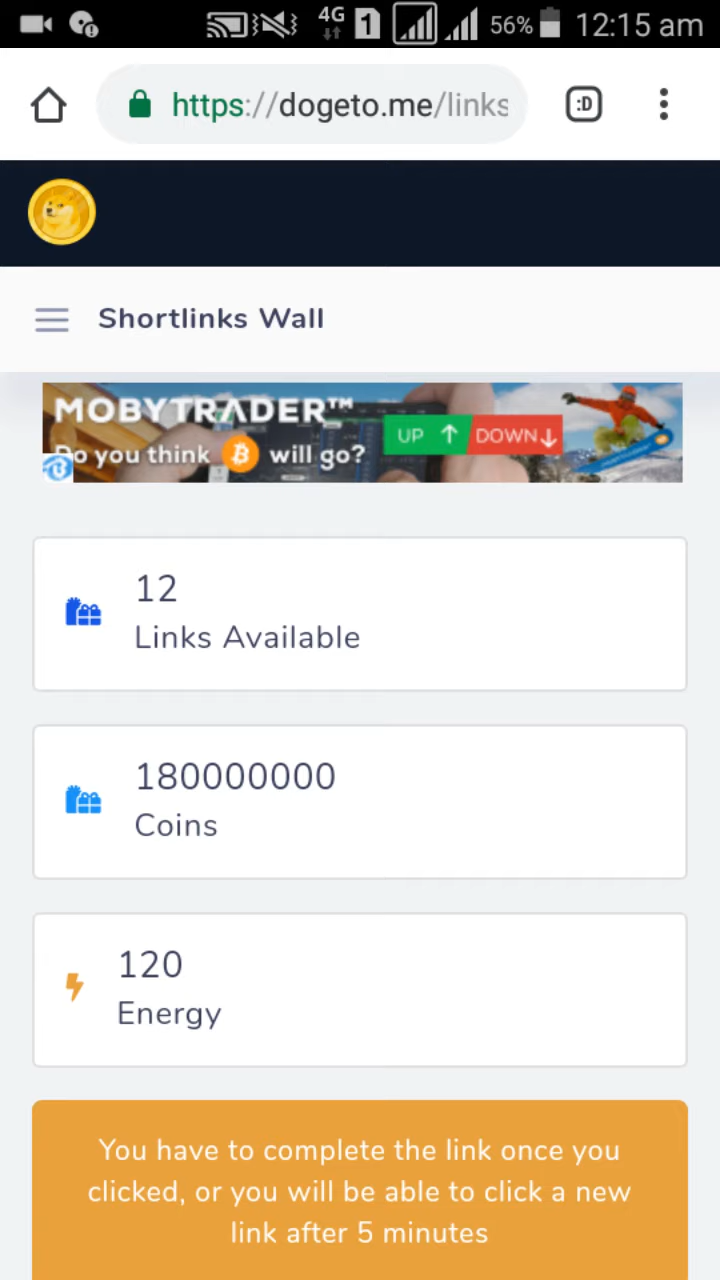 4G 1 56% 12:15 am
https://dogeto.me/links :D
Shortlinks Wall
MOBYTRADER™
Do you think ₿ will go? UP ↑ DOWN↓
12
Links Available
180000000
Coins
120
Energy
You have to complete the link once you
clicked, or you will be able to click a new
link after 5 minutes